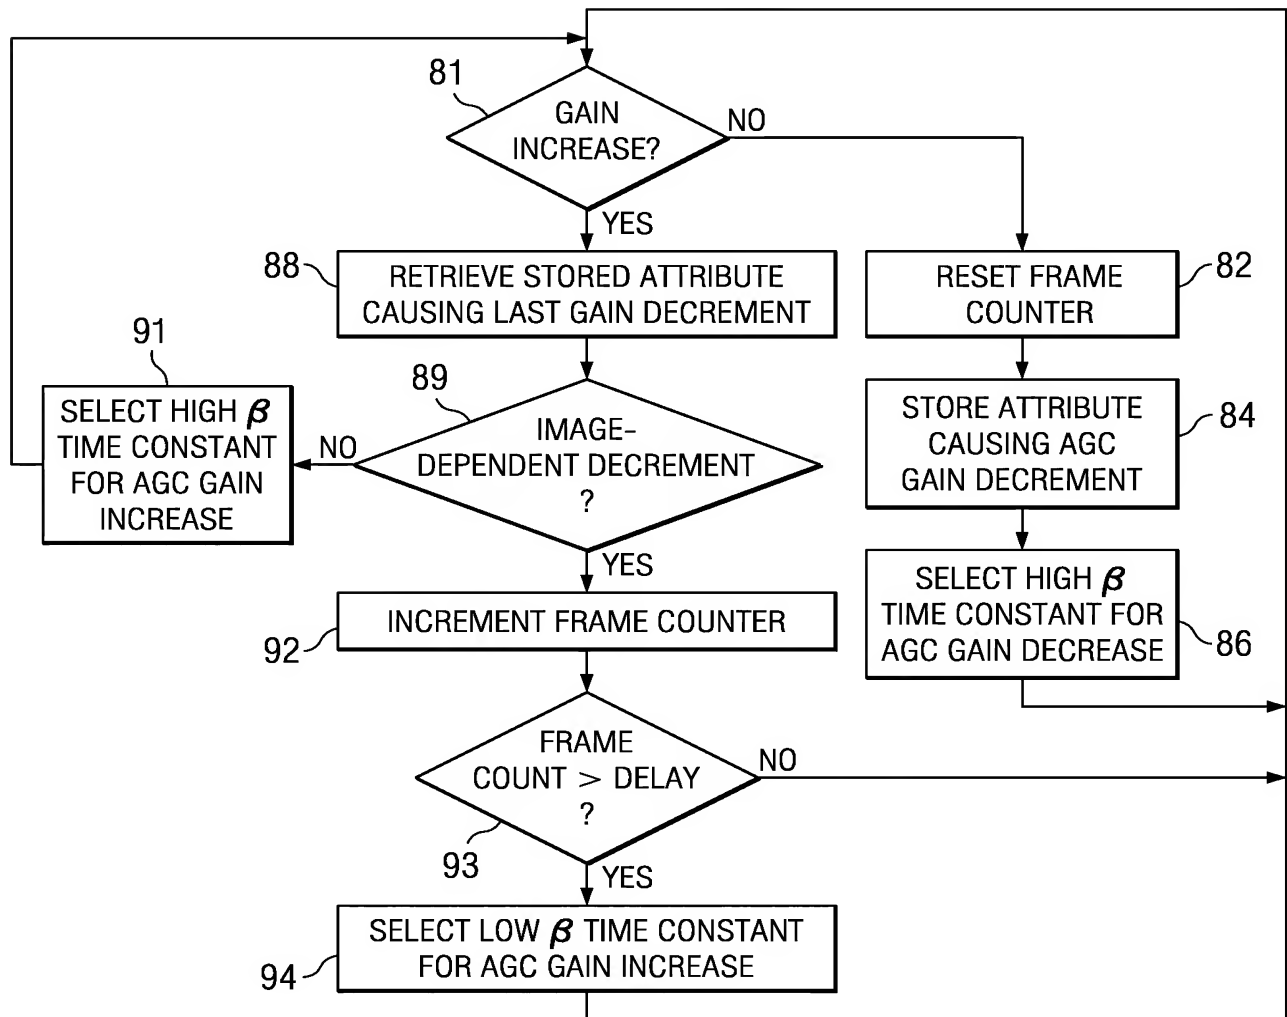 81
GAIN
INCREASE?
NO
YES
88
RETRIEVE STORED ATTRIBUTE
CAUSING LAST GAIN DECREMENT
RESET FRAME
COUNTER
82
91
SELECT HIGH β
TIME CONSTANT
FOR AGC GAIN
INCREASE
NO
89
IMAGE-
DEPENDENT DECREMENT
?
YES
STORE ATTRIBUTE
CAUSING AGC
GAIN DECREMENT
84
SELECT HIGH β
TIME CONSTANT FOR
AGC GAIN DECREASE
86
INCREMENT FRAME COUNTER
92
FRAME
COUNT > DELAY
?
NO
93
YES
SELECT LOW β TIME CONSTANT
FOR AGC GAIN INCREASE
94